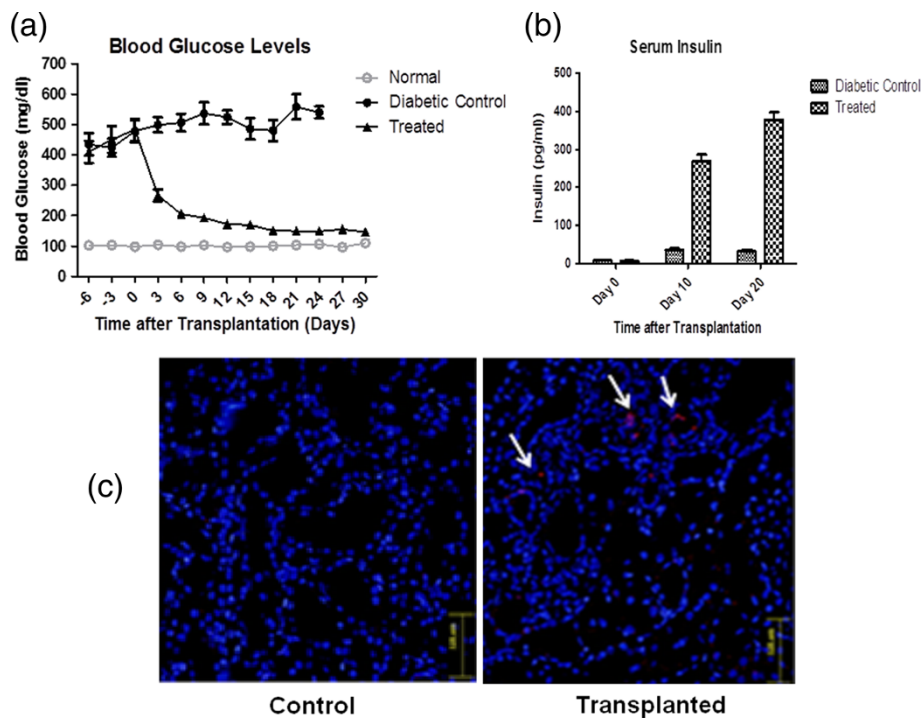 (a)
Blood Glucose Levels
700
600
500
400
300
200
100
0
Blood Glucose (mg/dl)
-6
-3
0
3
6
9
12
15
18
21
24
27
30
Time after Transplantation (Days)
Normal
Diabetic Control
Treated
(b)
Serum Insulin
500
400
300
200
100
0
Insulin (pg/ml)
Day 0
Day 10
Day 20
Time after Transplantation
Diabetic Control
Treated
(c)
Control
Transplanted